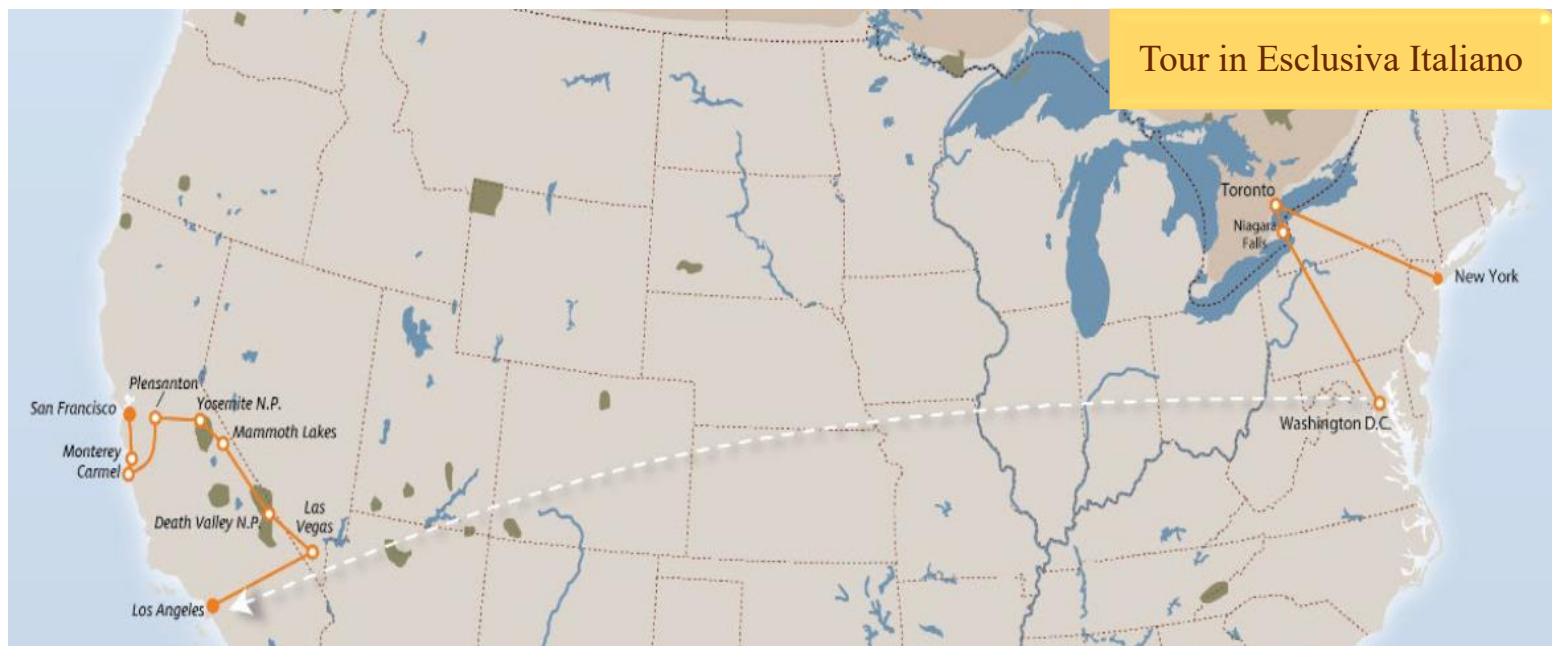 Tour in Esclusiva Italiano
Toronto
Niagara
Falls
New York
Washington D.C.
Pleasanton
San Francisco
Yosemite N.P.
Mammoth Lakes
Monterey
Carmel
Las
Vegas
Death Valley N.P.
Los Angeles